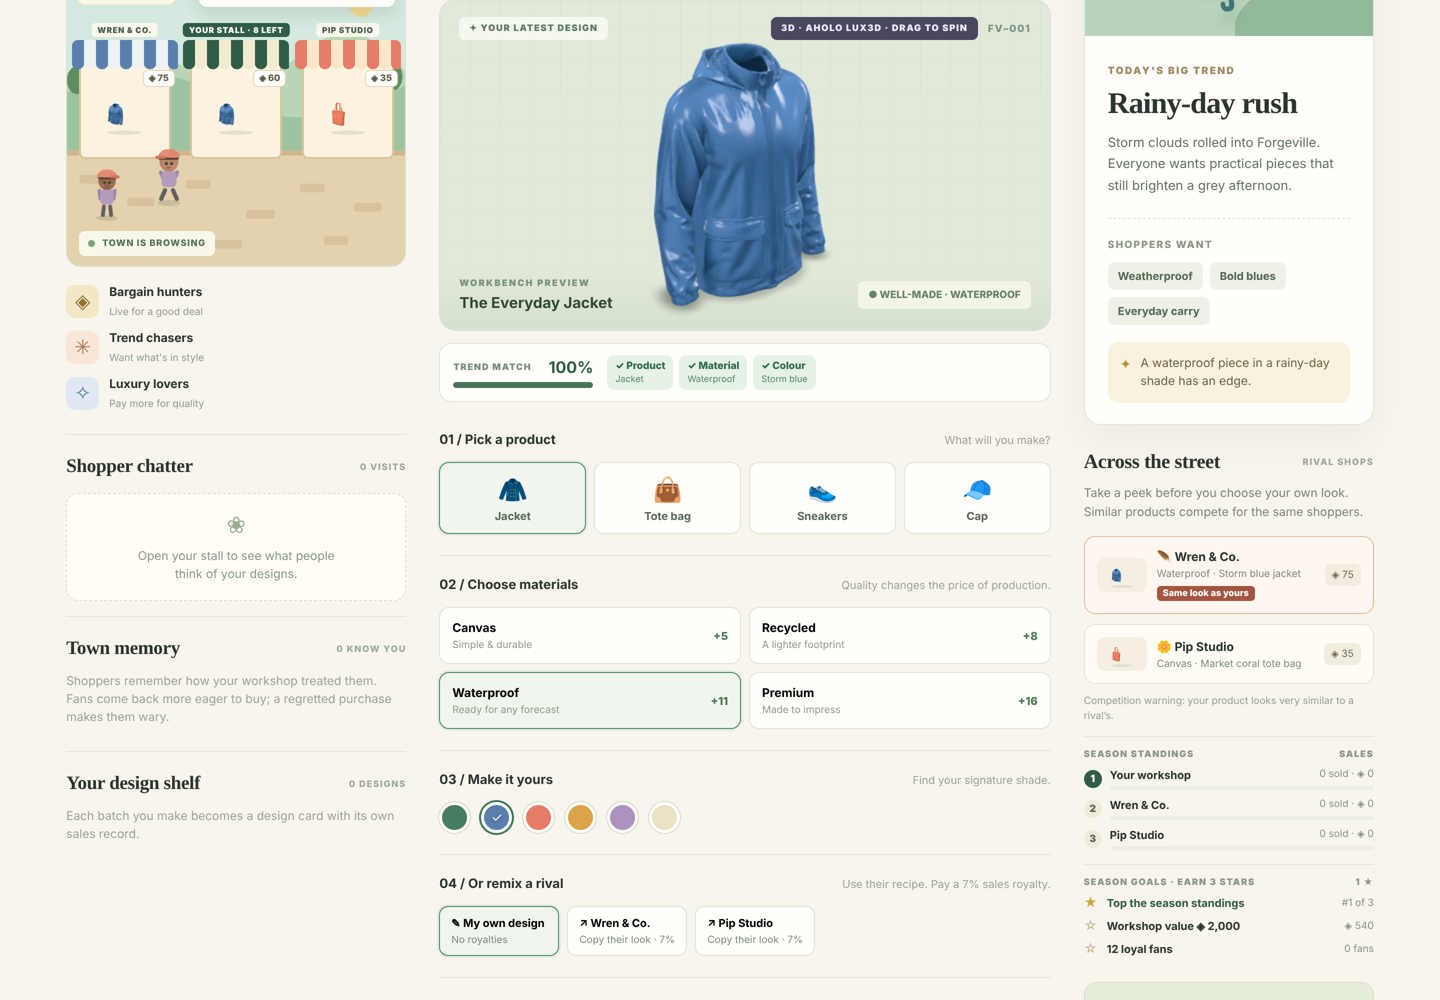 WREN & CO.
YOUR STALL · 8 LEFT
PIP STUDIO
◈ 75
◈ 60
◈ 35
TOWN IS BROWSING
Bargain hunters
Live for a good deal
Trend chasers
Want what's in style
Luxury lovers
Pay more for quality
Shopper chatter
0 VISITS
Open your stall to see what people
think of your designs.
Town memory
0 KNOW YOU
Shoppers remember how your workshop treated them.
Fans come back more eager to buy; a regretted purchase
makes them wary.
Your design shelf
0 DESIGNS
Each batch you make becomes a design card with its own
sales record.
✦ YOUR LATEST DESIGN
3D · AHOLO LUX3D · DRAG TO SPIN
FV-001
WORKBENCH PREVIEW
The Everyday Jacket
WELL-MADE · WATERPROOF
TREND MATCH
100%
✓ Product
Jacket
✓ Material
Waterproof
✓ Colour
Storm blue
01 / Pick a product
What will you make?
Jacket
Tote bag
Sneakers
Cap
02 / Choose materials
Quality changes the price of production.
Canvas
Simple & durable
+5
Recycled
A lighter footprint
+8
Waterproof
Ready for any forecast
+11
Premium
Made to impress
+16
03 / Make it yours
Find your signature shade.
04 / Or remix a rival
Use their recipe. Pay a 7% sales royalty.
✎ My own design
No royalties
↗ Wren & Co.
Copy their look · 7%
↗ Pip Studio
Copy their look · 7%
TODAY'S BIG TREND
Rainy-day rush
Storm clouds rolled into Forgeville.
Everyone wants practical pieces that
still brighten a grey afternoon.
SHOPPERS WANT
Weatherproof
Bold blues
Everyday carry
A waterproof piece in a rainy-day
shade has an edge.
Across the street
RIVAL SHOPS
Take a peek before you choose your own look.
Similar products compete for the same shoppers.
Wren & Co.
Waterproof · Storm blue jacket
Same look as yours
◈ 75
Pip Studio
Canvas · Market coral tote bag
◈ 35
Competition warning: your product looks very similar to a
rival's.
SEASON STANDINGS
SALES
1
Your workshop
0 sold · ◈ 0
2
Wren & Co.
0 sold · ◈ 0
3
Pip Studio
0 sold · ◈ 0
SEASON GOALS · EARN 3 STARS
1 ★
★ Top the season standings
#1 of 3
☆ Workshop value ◈ 2,000
◈ 540
☆ 12 loyal fans
0 fans